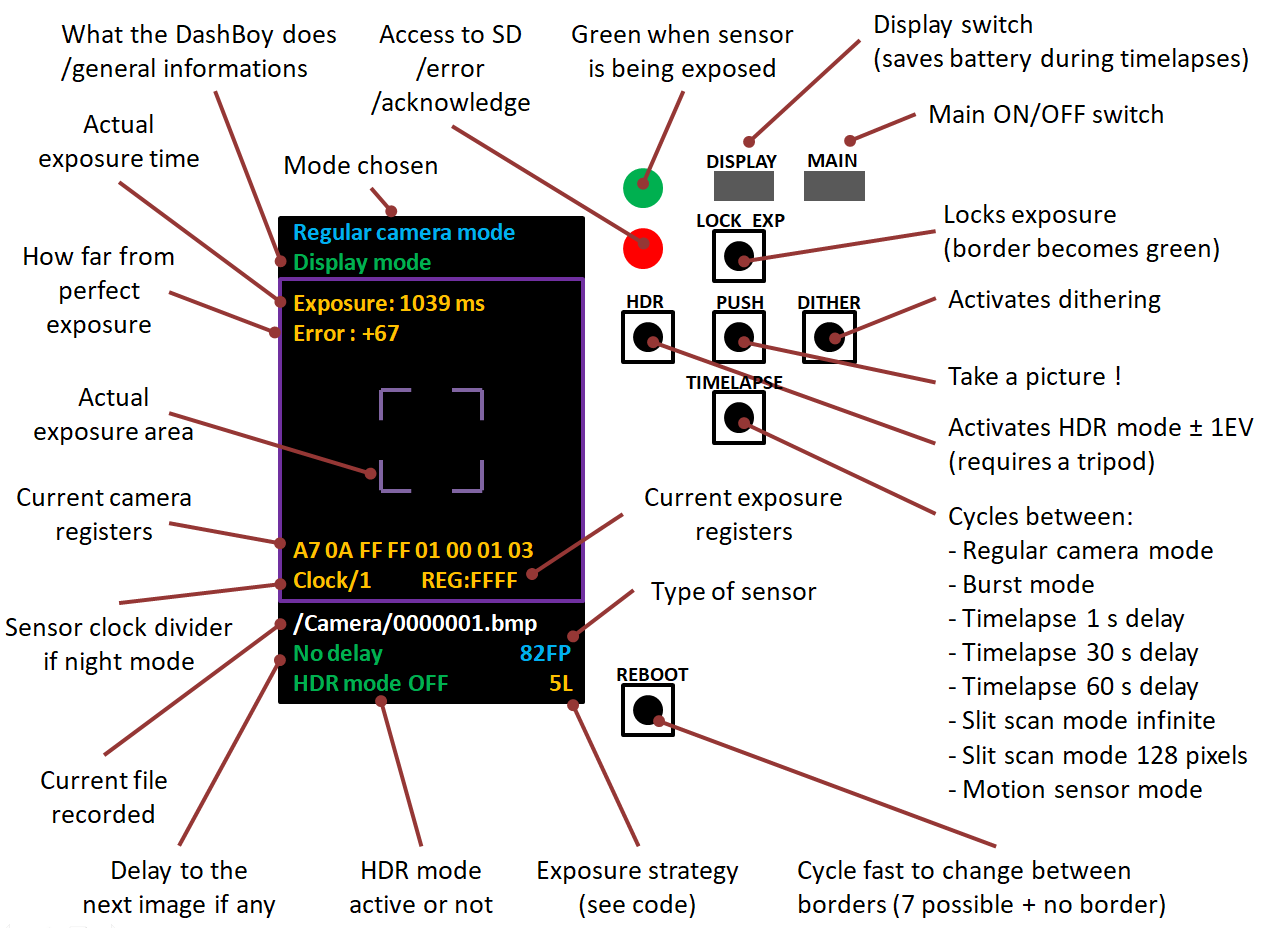 What the DashBoy does
/general informations
Access to SD
/error
/acknowledge
Green when sensor
is being exposed
Display switch
(saves battery during timelapses)
Main ON/OFF switch
Actual
exposure time
Mode chosen
DISPLAY
MAIN
LOCK EXP
Locks exposure
(border becomes green)
Regular camera mode
Display mode
How far from
perfect
exposure
Exposure: 1039 ms
Error : +67
HDR
PUSH
DITHER
Activates dithering
TIMELAPSE
Take a picture !
Actual
exposure area
Activates HDR mode ± 1EV
(requires a tripod)
Current camera
registers
Current exposure
registers
A7 0A FF FF 01 00 01 03
Clock/1 REG:FFFF
Cycles between:
- Regular camera mode
- Burst mode
- Timelapse 1 s delay
- Timelapse 30 s delay
- Timelapse 60 s delay
- Slit scan mode infinite
- Slit scan mode 128 pixels
- Motion sensor mode
Type of sensor
Sensor clock divider
if night mode
/Camera/0000001.bmp
No delay 82FP
HDR mode OFF 5L
REBOOT
Current file
recorded
Delay to the
next image if any
HDR mode
active or not
Exposure strategy
(see code)
Cycle fast to change between
borders (7 possible + no border)